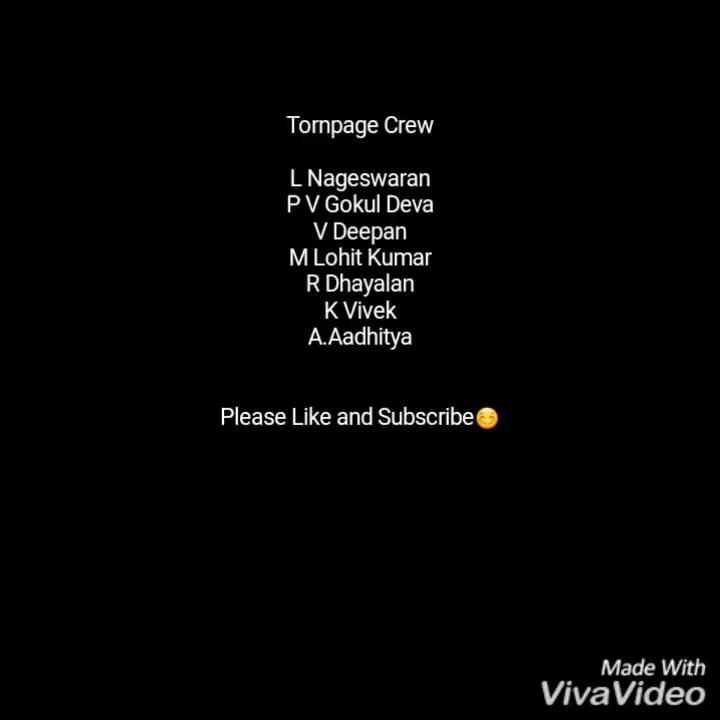 Tornpage Crew
L Nageswaran
P V Gokul Deva
V Deepan
M Lohit Kumar
R Dhayalan
K Vivek
A.Aadhitya
Please Like and Subscribe😊
Made With
VivaVideo